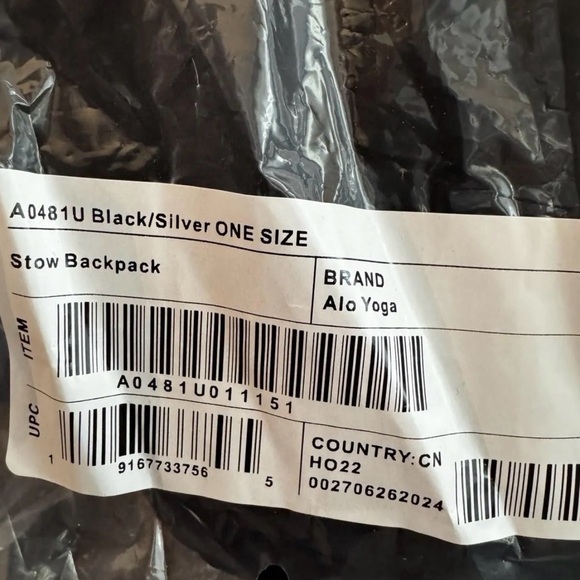 A0481U Black/Silver ONE SIZE
Stow Backpack
BRAND
Alo Yoga
ITEM
A0481U011151
UPC
1 9167733756 5
COUNTRY:CN
HO22
002706262024